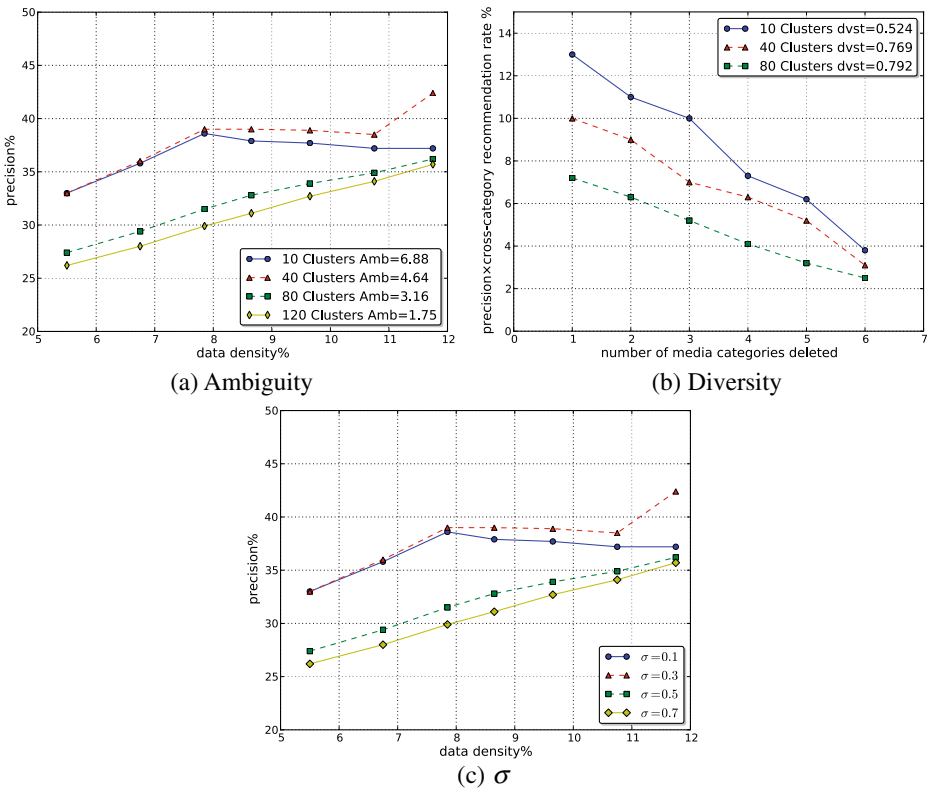 50
45
40
35
30
25
20
precision%
5 6 7 8 9 10 11 12
data density%
10 Clusters Amb=6.88
40 Clusters Amb=4.64
80 Clusters Amb=3.16
120 Clusters Amb=1.75
(a) Ambiguity
14
12
10
8
6
4
2
0
precision×cross-category recommendation rate %
0 1 2 3 4 5 6 7
number of media categories deleted
10 Clusters dvst=0.524
40 Clusters dvst=0.769
80 Clusters dvst=0.792
(b) Diversity
50
45
40
35
30
25
20
precision%
5 6 7 8 9 10 11 12
data density%
σ=0.1
σ=0.3
σ=0.5
σ=0.7
(c) σ